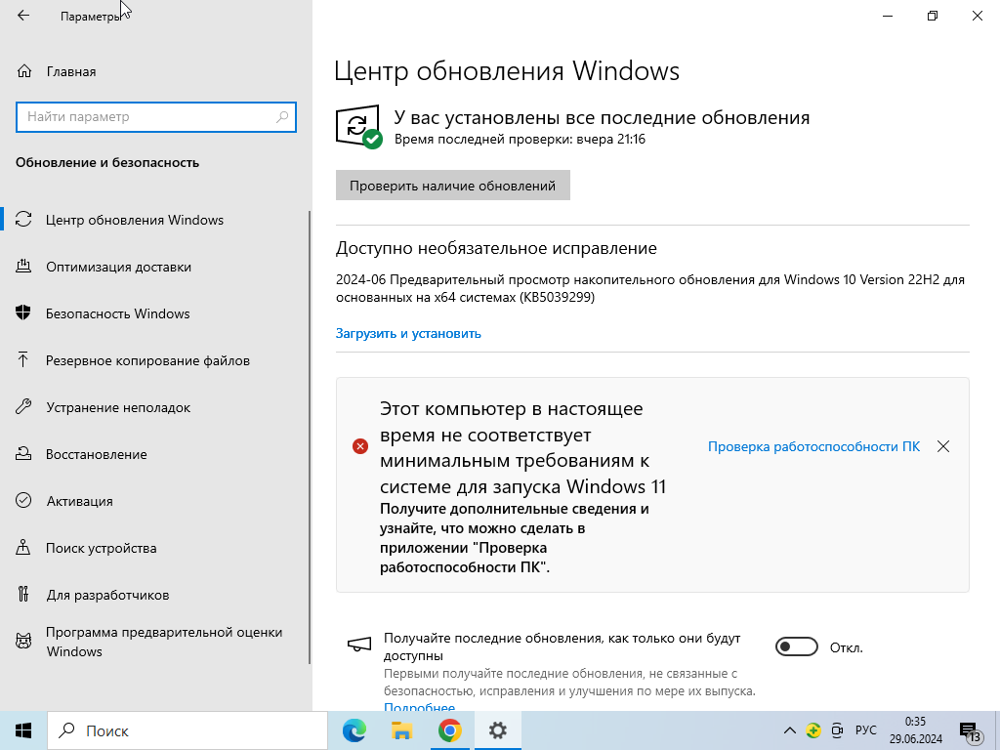 Параметры
Главная
Найти параметр
Обновление и безопасность
Центр обновления Windows
Оптимизация доставки
Безопасность Windows
Резервное копирование файлов
Устранение неполадок
Восстановление
Активация
Поиск устройства
Для разработчиков
Программа предварительной оценки
Windows
Центр обновления Windows
У вас установлены все последние обновления
Время последней проверки: вчера 21:16
Проверить наличие обновлений
Доступно необязательное исправление
2024-06 Предварительный просмотр накопительного обновления для Windows 10 Version 22H2 для
основанных на x64 системах (KB5039299)
Загрузить и установить
Этот компьютер в настоящее
время не соответствует
минимальным требованиям к
системе для запуска Windows 11
Получите дополнительные сведения и
узнайте, что можно сделать в
приложении "Проверка
работоспособности ПК".
Проверка работоспособности ПК
Получайте последние обновления, как только они будут
доступны
Первыми получайте последние обновления, не связанные с
безопасностью, исправления и улучшения по мере их выпуска.
Подробнее
Откл.
Поиск
РУС
0:35
29.06.2024
13